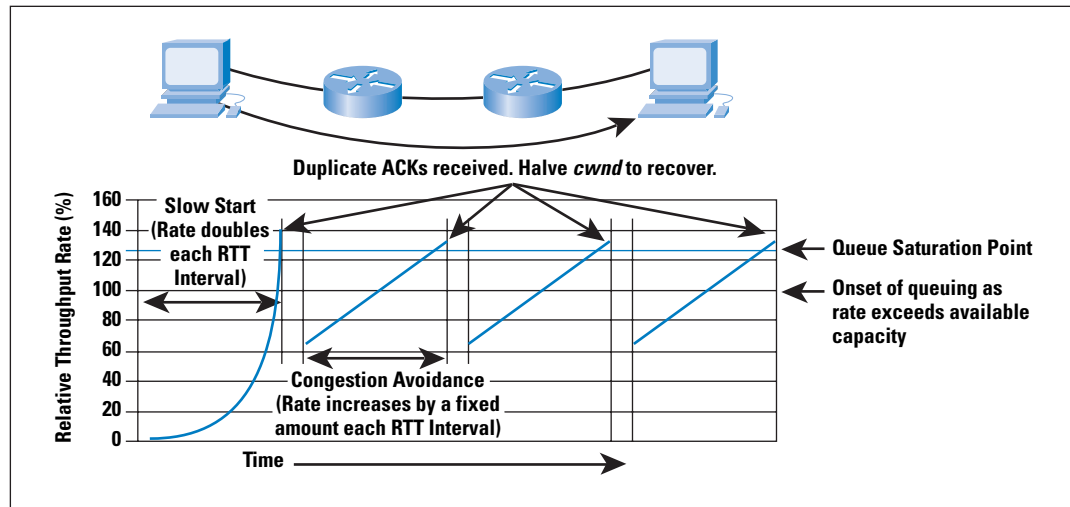 Duplicate ACKs received. Halve cwnd to recover.
Relative Throughput Rate (%)
160
140
120
100
80
60
40
20
0
Slow Start
(Rate doubles
each RTT
Interval)
Queue Saturation Point
Onset of queuing as
rate exceeds available
capacity
Congestion Avoidance
(Rate increases by a fixed
amount each RTT Interval)
Time